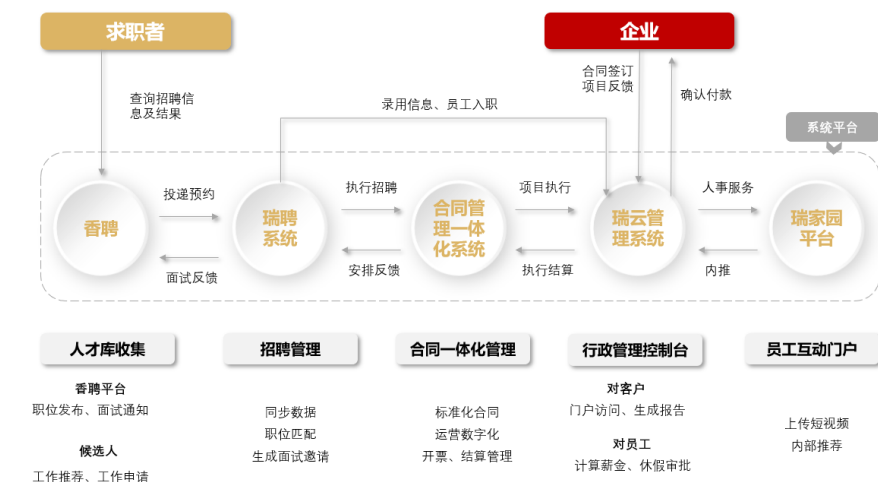 求职者
企业
查询招聘信
息及结果
录用信息、员工入职
合同签订
项目反馈
确认付款
系统平台
香聘
投递预约
面试反馈
瑞聘
系统
执行招聘
安排反馈
合同管
理一体
化系统
项目执行
执行结算
瑞云管
理系统
人事服务
内推
瑞家园
平台
人才库收集
香聘平台
职位发布、面试通知
候选人
工作推荐、工作申请
招聘管理
同步数据
职位匹配
生成面试邀请
合同一体化管理
标准化合同
运营数字化
开票、结算管理
行政管理控制台
对客户
门户访问、生成报告
对员工
计算薪金、休假审批
员工互动门户
上传短视频
内部推荐